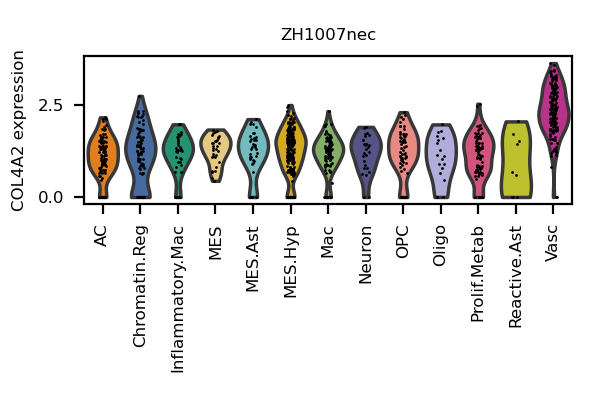 ZH1007nec
COL4A2 expression
2.5
0.0
AC
Chromatin.Reg
Inflammatory.Mac
MES
MES.Ast
MES.Hyp
Mac
Neuron
OPC
Oligo
Prolif.Metab
Reactive.Ast
Vasc